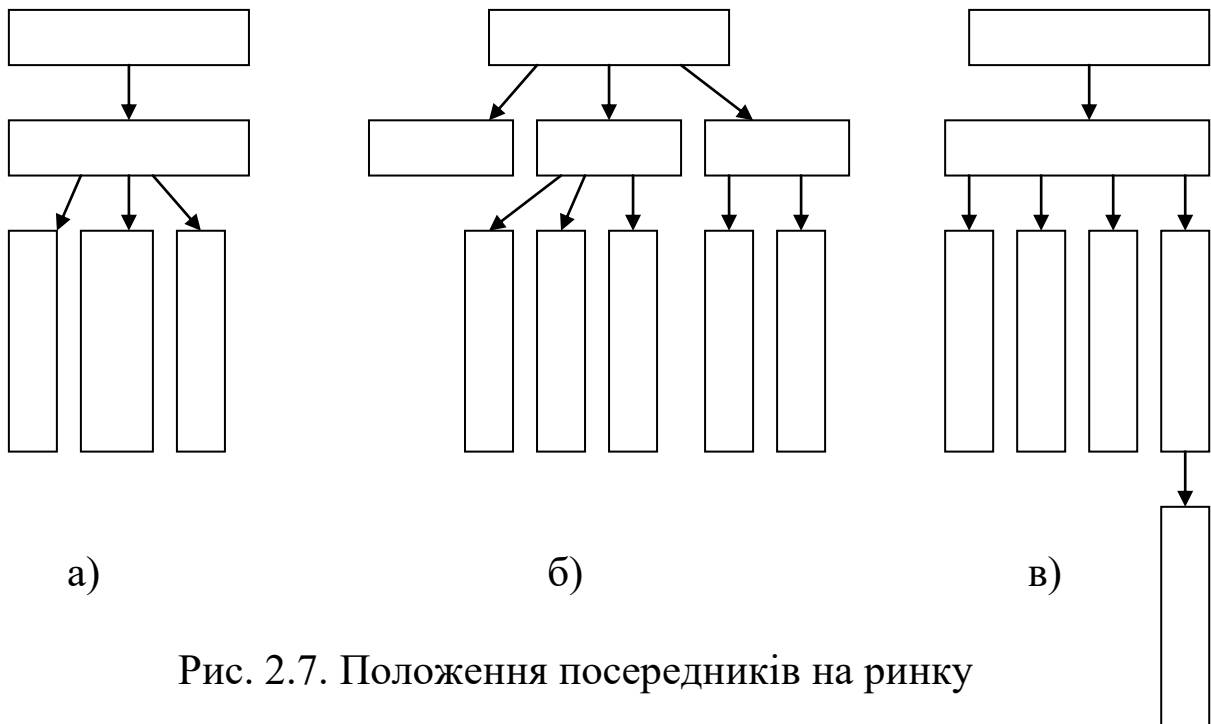 а) б) в)
Рис. 2.7. Положення посередників на ринку